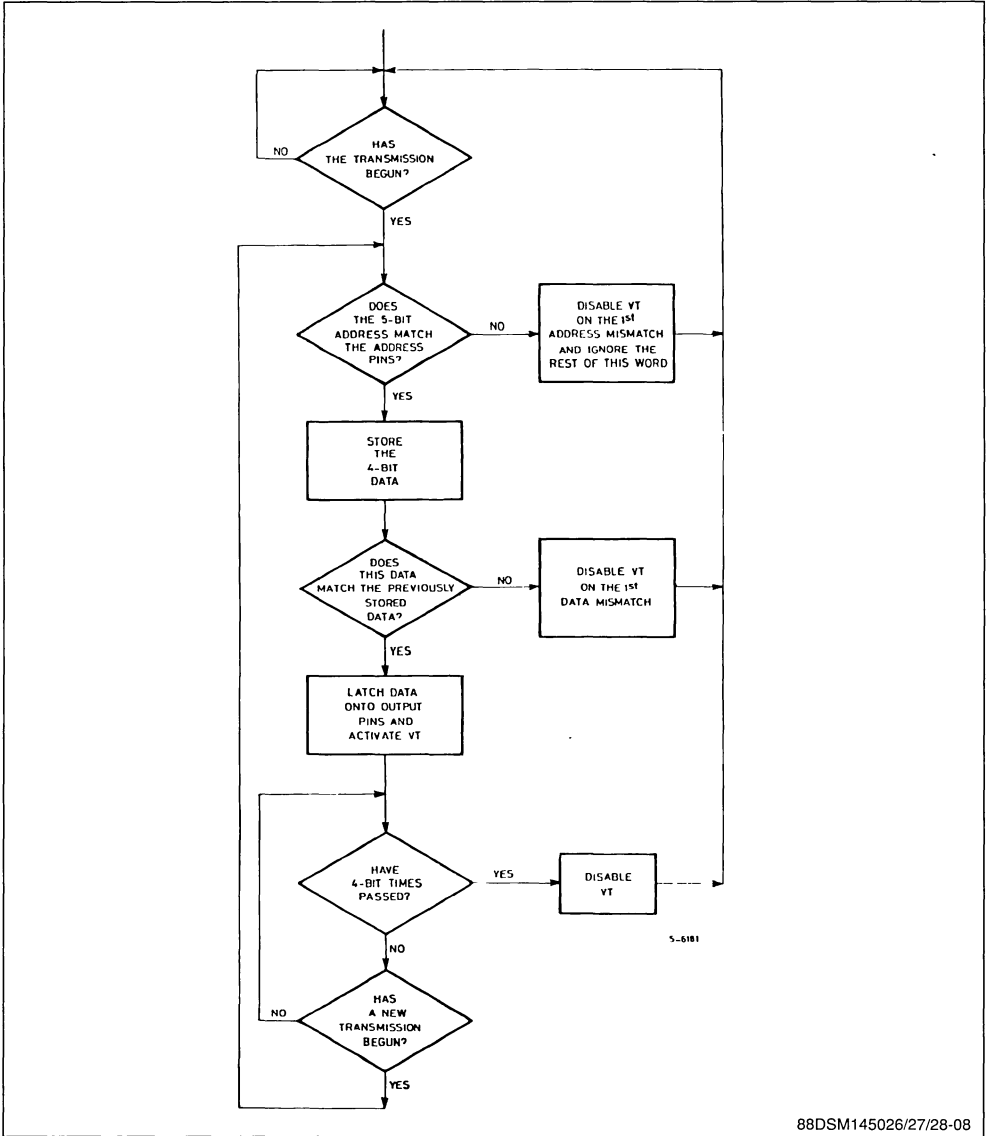 HAS
THE TRANSMISSION
BEGUN?
NO
YES
DOES
THE 5-BIT
ADDRESS MATCH
THE ADDRESS
PINS?
NO
DISABLE VT
ON THE 1st
ADDRESS MISMATCH
AND IGNORE THE
REST OF THIS WORD
YES
STORE
THE
4-BIT
DATA
DOES
THIS DATA
MATCH THE PREVIOUSLY
STORED
DATA?
NO
DISABLE VT
ON THE 1st
DATA MISMATCH
YES
LATCH DATA
ONTO OUTPUT
PINS AND
ACTIVATE VT
HAVE
4-BIT TIMES
PASSED?
YES
DISABLE
VT
S-6181
NO
HAS
A NEW
TRANSMISSION
BEGUN?
NO
YES
88DSM145026/27/28-08